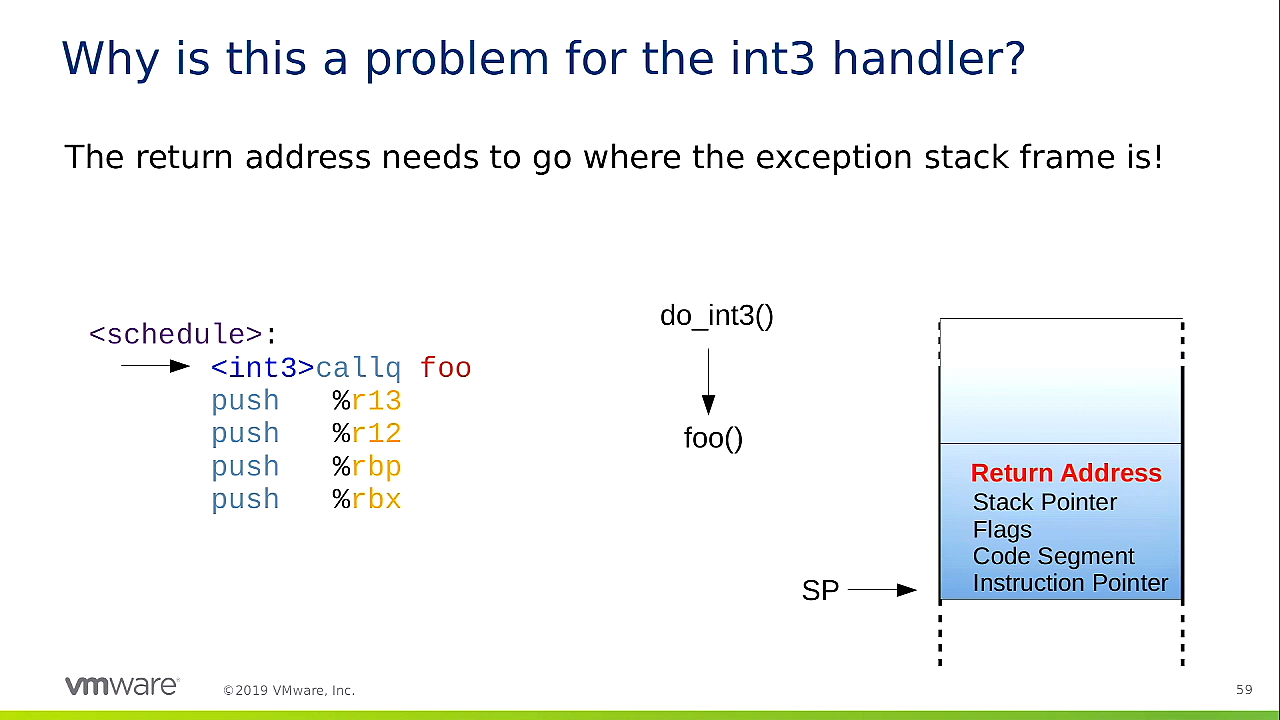 Why is this a problem for the int3 handler?
The return address needs to go where the exception stack frame is!
<schedule>:
<int3>callq foo
push %r13
push %r12
push %rbp
push %rbx
do_int3()
foo()
SP
Return Address
Stack Pointer
Flags
Code Segment
Instruction Pointer
vmware
©2019 VMware, Inc.
59